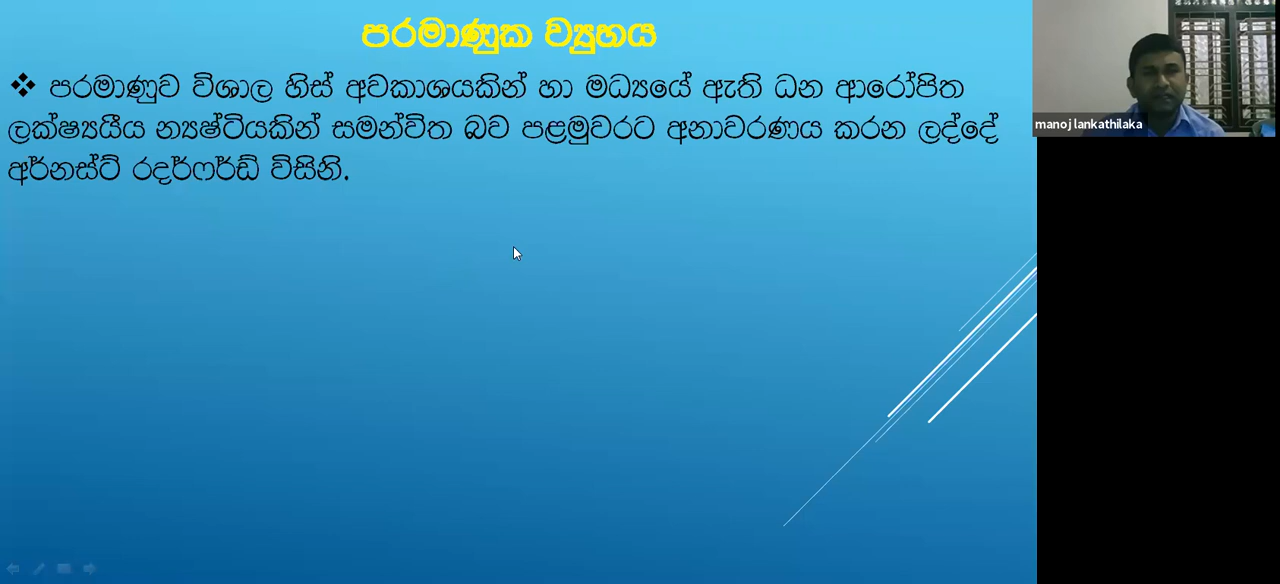 පරමාණුක ව්‍යුහය
❖ පරමාණුව විශාල හිස් අවකාශයකින් හා මධ්‍යයේ ඇති ධන ආරෝපිත
ලක්ෂ්‍යයීය න්‍යෂ්ටියකින් සමන්විත බව පළමුවරට අනාවරණය කරන ලද්දේ
අර්නස්ට් රදර්ෆර්ඩ් විසිනි.
manoj lankathilaka